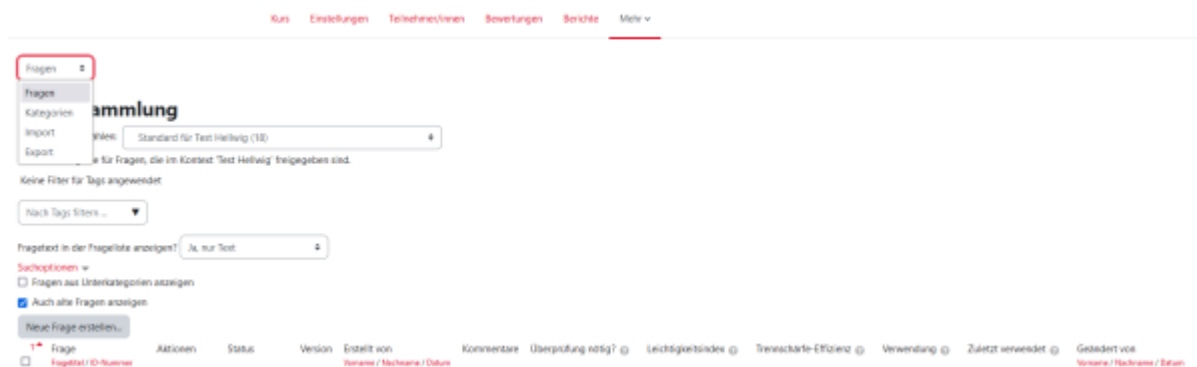 Kurs Einstellungen Teilnehmer/innen Bewertungen Berichte Mehr
Fragen
Fragen
Kategorien
Import
Export
ammlung
hlen: Standard für Test Hellwig (18)
e für Fragen, die im Kontext 'Test Hellwig' freigegeben sind.
Keine Filter für Tags angewendet
Nach Tags filtern ...
Fragetext in der Frageliste anzeigen? Ja, nur Text
Suchoptionen
Fragen aus Unterkategorien anzeigen
Auch alte Fragen anzeigen
Neue Frage erstellen...
T Frage Aktionen Status Version Erstellt von Kommentare Überprüfung nötig? Leichtigkeitsindex Trennschärfe-Effizienz Verwendung Zuletzt verwendet Geändert von
Fragetitel / ID-Nummer Vorname / Nachname / Datum Vorname / Nachname / Datum